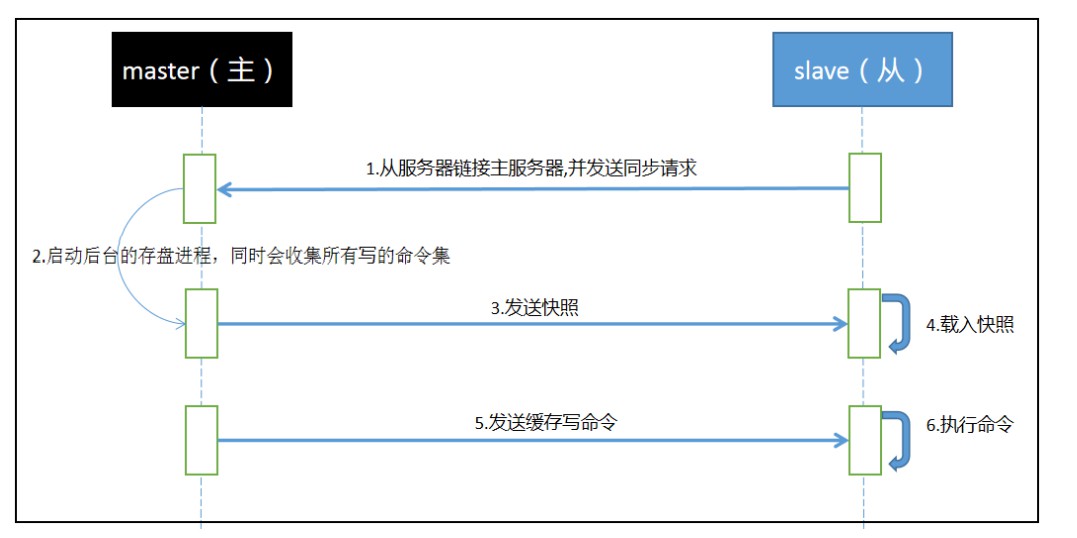 master（主）
slave（从）
1.从服务器链接主服务器,并发送同步请求
2.启动后台的存盘进程，同时会收集所有写的命令集
3.发送快照
4.载入快照
5.发送缓存写命令
6.执行命令